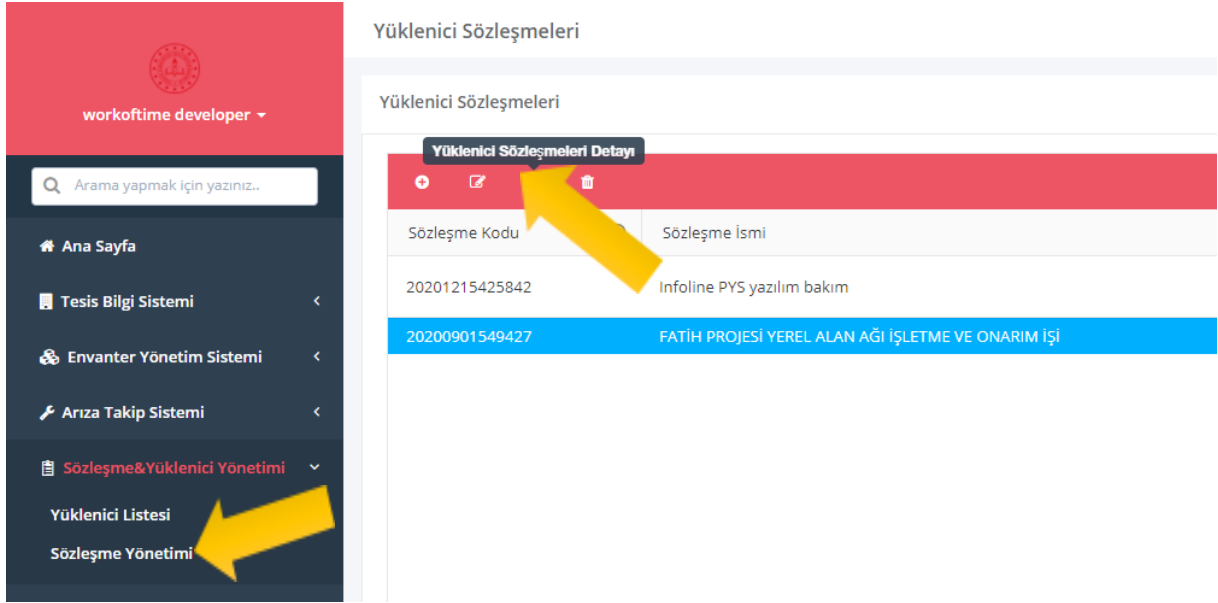 Yüklenici Sözleşmeleri
workoftime developer
Yüklenici Sözleşmeleri
Yüklenici Sözleşmeleri Detayı
Arama yapmak için yazınız..
Sözleşme Kodu
Sözleşme İsmi
Ana Sayfa
20201215425842
Infoline PYS yazılım bakım
Tesis Bilgi Sistemi
20200901549427
FATİH PROJESİ YEREL ALAN AĞI İŞLETME VE ONARIM İŞİ
Envanter Yönetim Sistemi
Arıza Takip Sistemi
Sözleşme&Yüklenici Yönetimi
Yüklenici Listesi
Sözleşme Yönetimi